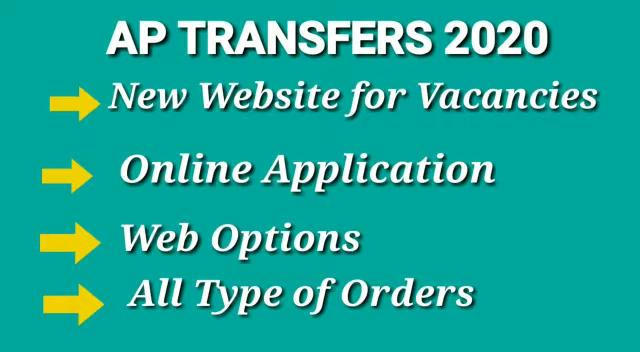 AP TRANSFERS 2020
New Website for Vacancies
Online Application
Web Options
All Type of Orders